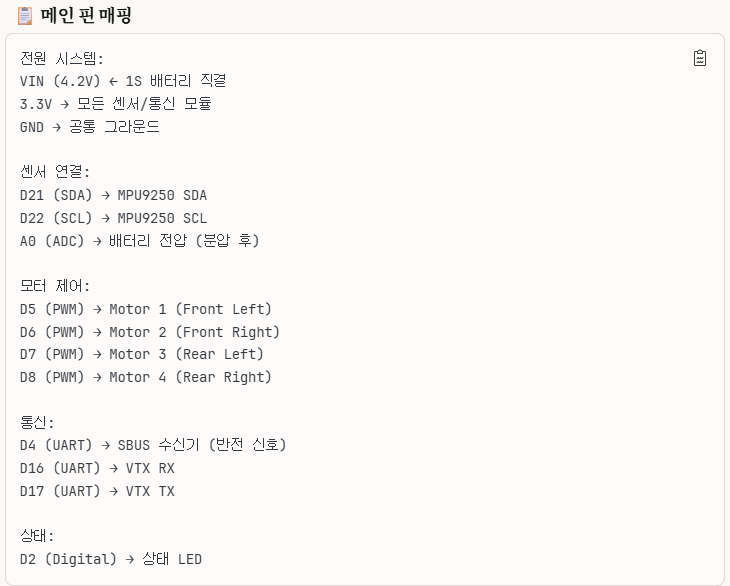 📋 메인 핀 매핑
전원 시스템:
VIN (4.2V) ← 1S 배터리 직결
3.3V → 모든 센서/통신 모듈
GND → 공통 그라운드
센서 연결:
D21 (SDA) → MPU9250 SDA
D22 (SCL) → MPU9250 SCL
A0 (ADC) → 배터리 전압 (분압 후)
모터 제어:
D5 (PWM) → Motor 1 (Front Left)
D6 (PWM) → Motor 2 (Front Right)
D7 (PWM) → Motor 3 (Rear Left)
D8 (PWM) → Motor 4 (Rear Right)
통신:
D4 (UART) → SBUS 수신기 (반전 신호)
D16 (UART) → VTX RX
D17 (UART) → VTX TX
상태:
D2 (Digital) → 상태 LED